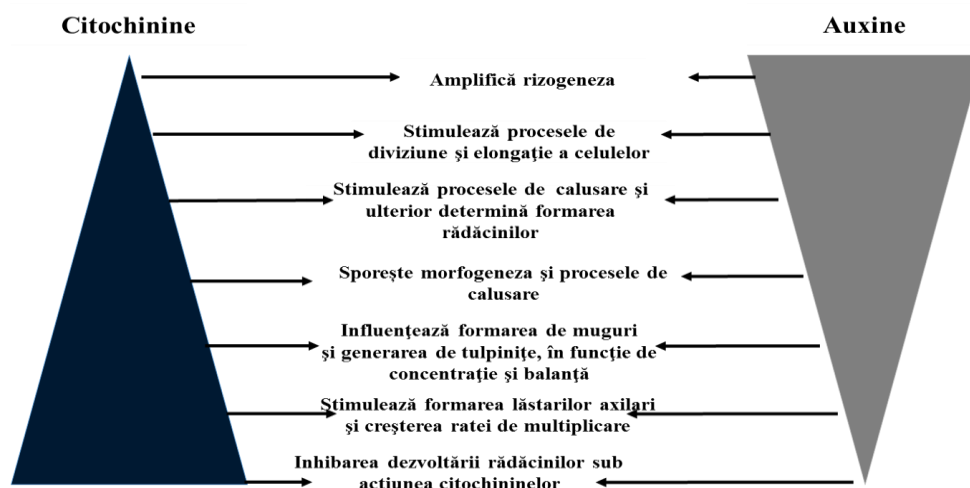 Citochinine
Auxine
Amplifică rizogeneza
Stimulează procesele de
diviziune şi elongaţie a celulelor
Stimulează procesele de calusare şi
ulterior determină formarea
rădăcinilor
Sporeşte morfogeneza şi procesele de
calusare
Influenţează formarea de muguri
şi generarea de tulpiniţe, în funcţie de
concentraţie şi balanţă
Stimulează formarea lăstarilor axilari
şi creşterea ratei de multiplicare
Inhibarea dezvoltării rădăcinilor sub
acţiunea citochininelor